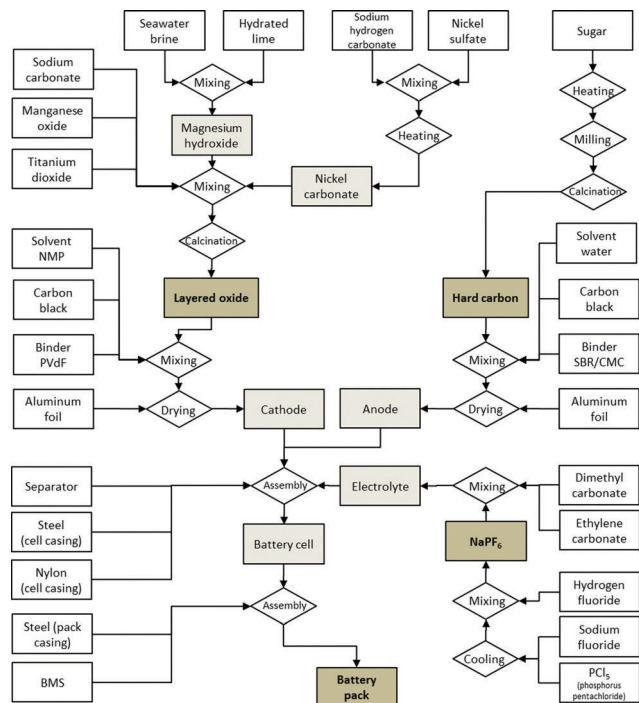 Seawater
brine
Hydrated
lime
Sodium
hydrogen
carbonate
Nickel
sulfate
Sugar
Sodium
carbonate
Mixing
Mixing
Heating
Manganese
oxide
Magnesium
hydroxide
Heating
Milling
Titanium
dioxide
Mixing
Nickel
carbonate
Calcination
Solvent
NMP
Calcination
Solvent
water
Carbon
black
Layered oxide
Hard carbon
Carbon
black
Binder
PVdF
Mixing
Mixing
Binder
SBR/CMC
Aluminum
foil
Drying
Cathode
Anode
Drying
Aluminum
foil
Separator
Assembly
Electrolyte
Mixing
Dimethyl
carbonate
Steel
(cell casing)
Battery cell
NaPF₆
Ethylene
carbonate
Nylon
(cell casing)
Assembly
Mixing
Hydrogen
fluoride
Steel (pack
casing)
Cooling
Sodium
fluoride
BMS
Battery
pack
PCl₅
(phosphorus
pentachloride)